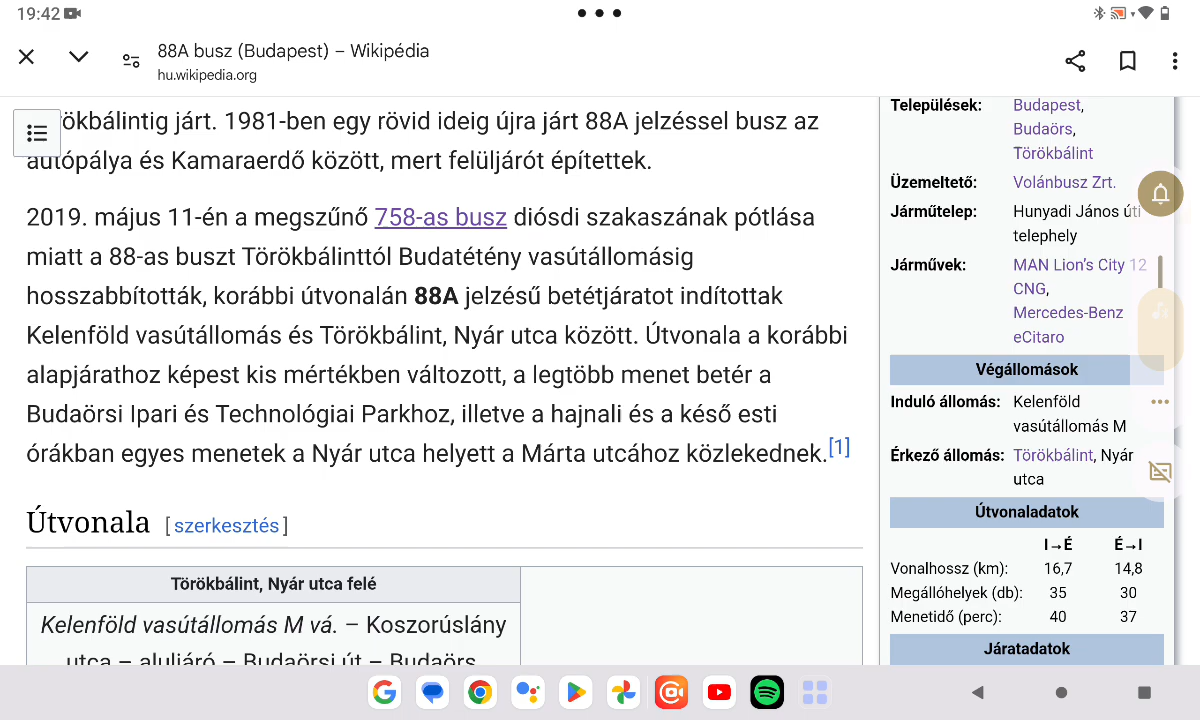 19:42
88A busz (Budapest) – Wikipédia
hu.wikipedia.org
ökbálintig járt. 1981-ben egy rövid ideig újra járt 88A jelzéssel busz az
autópálya és Kamaraerdő között, mert felüljárót építettek.
2019. május 11-én a megszűnő 758-as busz diósdi szakaszának pótlása
miatt a 88-as buszt Törökbálinttól Budatétény vasútállomásig
hosszabbították, korábbi útvonalán 88A jelzésű betétjáratot indítottak
Kelenföld vasútállomás és Törökbálint, Nyár utca között. Útvonala a korábbi
alapjárathoz képest kis mértékben változott, a legtöbb menet betér a
Budaörsi Ipari és Technológiai Parkhoz, illetve a hajnali és a késő esti
órákban egyes menetek a Nyár utca helyett a Márta utcához közlekednek.[1]
Útvonala [szerkesztés]
Törökbálint, Nyár utca felé
Kelenföld vasútállomás M vá. – Koszorúslány
utca – aluljáró – Budaörsi út – Budaörs
Települések: Budapest,
Budaörs,
Törökbálint
Üzemeltető: Volánbusz Zrt.
Járműtelep: Hunyadi János úti
telephely
Járművek: MAN Lion's City 12
CNG,
Mercedes-Benz
eCitaro
Végállomások
Induló állomás: Kelenföld
vasútállomás M
Érkező állomás: Törökbálint, Nyár
utca
Útvonaladatok
I→É É→I
Vonalhossz (km): 16,7 14,8
Megállóhelyek (db): 35 30
Menetidő (perc): 40 37
Járatadatok